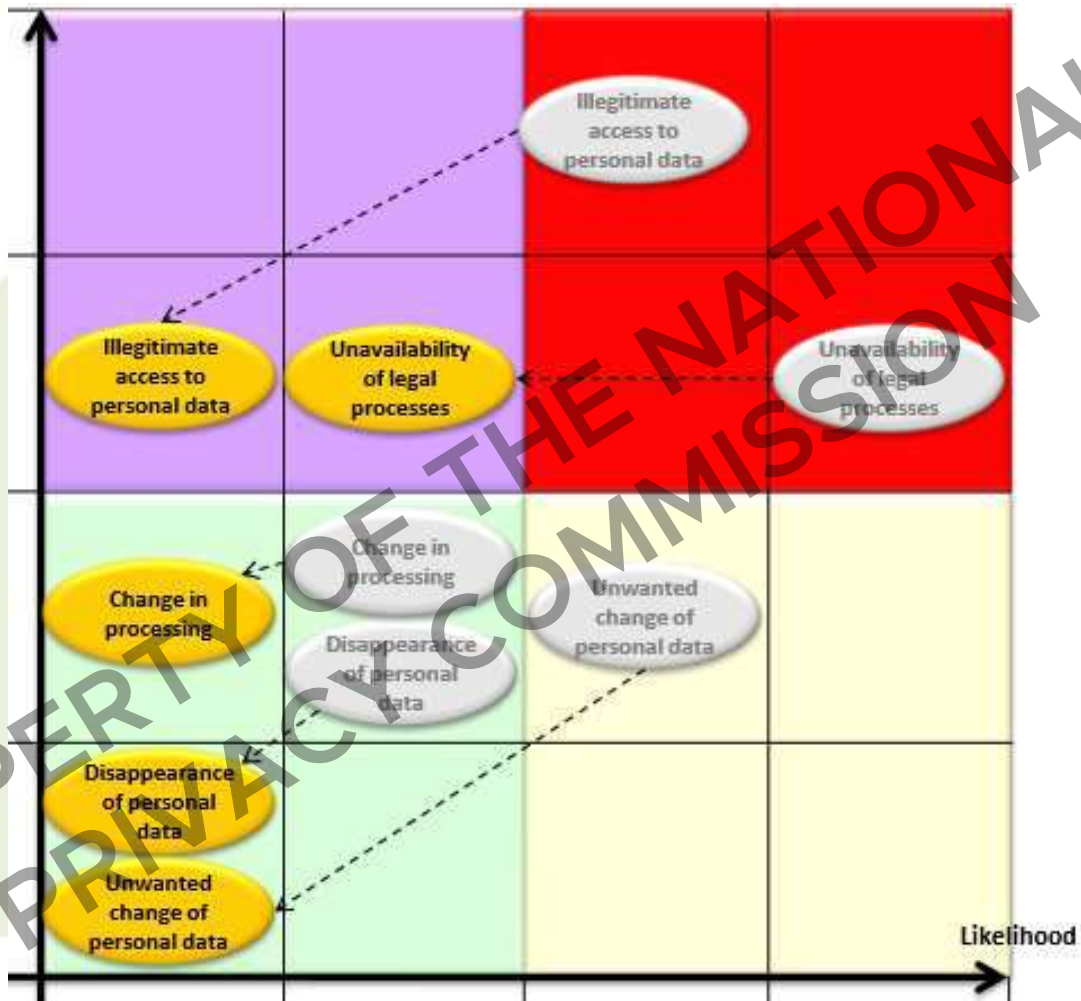 Illegitimate
access to
personal data
Illegitimate
access to
personal data
Unavailability
of legal
processes
Unavailability
of legal
processes
Change in
processing
Change in
processing
Unwanted
change of
personal data
Disappearance
of personal
data
Disappearance
of personal
data
Unwanted
change of
personal data
Likelihood
PERTY OF THE NATIONA
PRIVACY COMMISSION